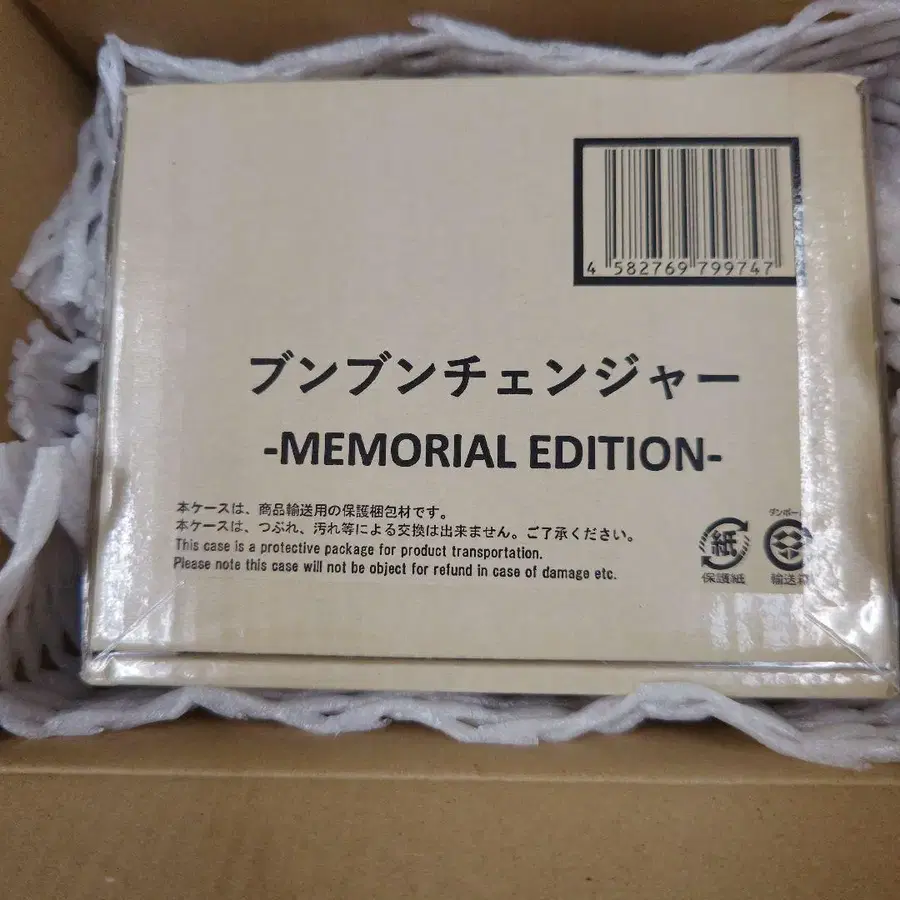 4 582769 799747
ブンブンチェンジャー
-MEMORIAL EDITION-
本ケースは、商品輸送用の保護梱包材です。
本ケースは、つぶれ、汚れ等による交換は出来ません。ご了承ください。
This case is a protective package for product transportation.
Please note this case will not be object for refund in case of damage etc.
紙
保護紙
ダンボール
輸送箱